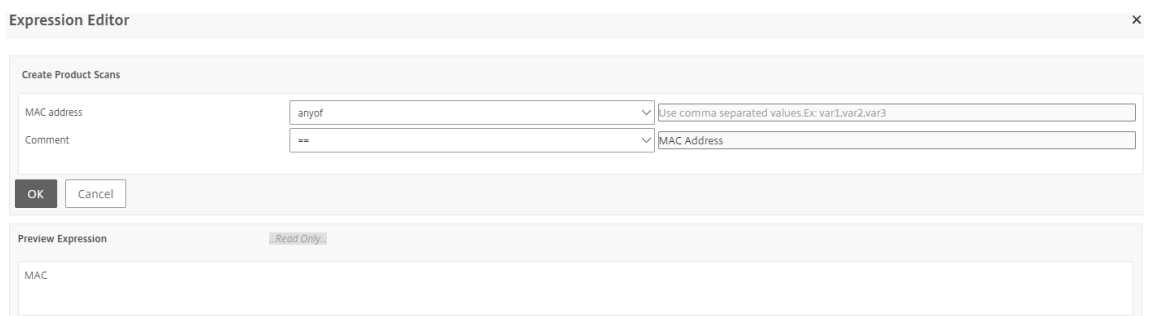 Expression Editor ×
Create Product Scans
MAC address anyof Use comma separated values.Ex: var1,var2,var3
Comment == MAC Address
OK Cancel
Preview Expression ...Read Only...
MAC